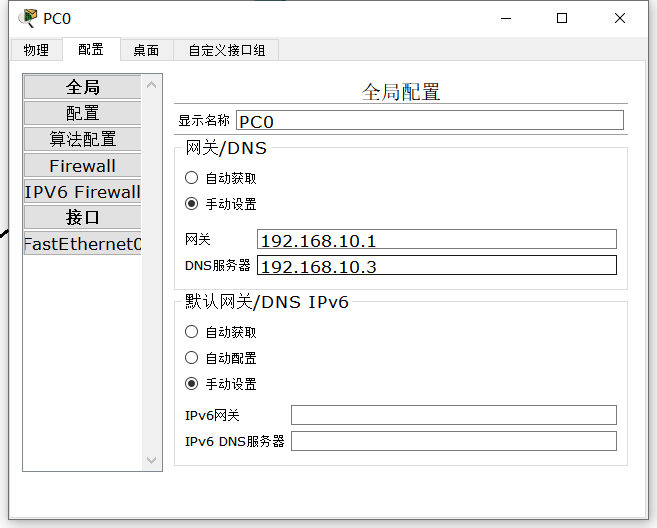 PC0
物理 配置 桌面 自定义接口组
全局
配置
算法配置
Firewall
IPV6 Firewall
接口
FastEthernet0
全局配置
显示名称 PC0
网关/DNS
自动获取
手动设置
网关 192.168.10.1
DNS服务器 192.168.10.3
默认网关/DNS IPv6
自动获取
自动配置
手动设置
IPv6网关
IPv6 DNS服务器